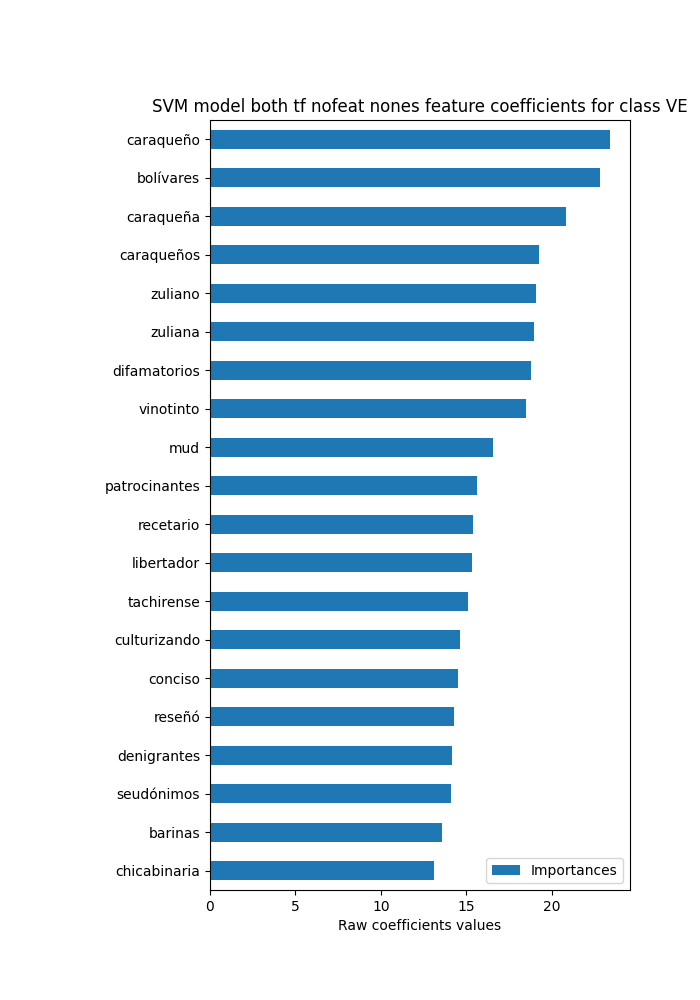 SVM model both tf nofeat nones feature coefficients for class VE
caraqueño
bolívares
caraqueña
caraqueños
zuliano
zuliana
difamatorios
vinotinto
mud
patrocinantes
recetario
libertador
tachirense
culturizando
conciso
reseñó
denigrantes
seudónimos
barinas
chicabinaria
Importances
0 5 10 15 20
Raw coefficients values